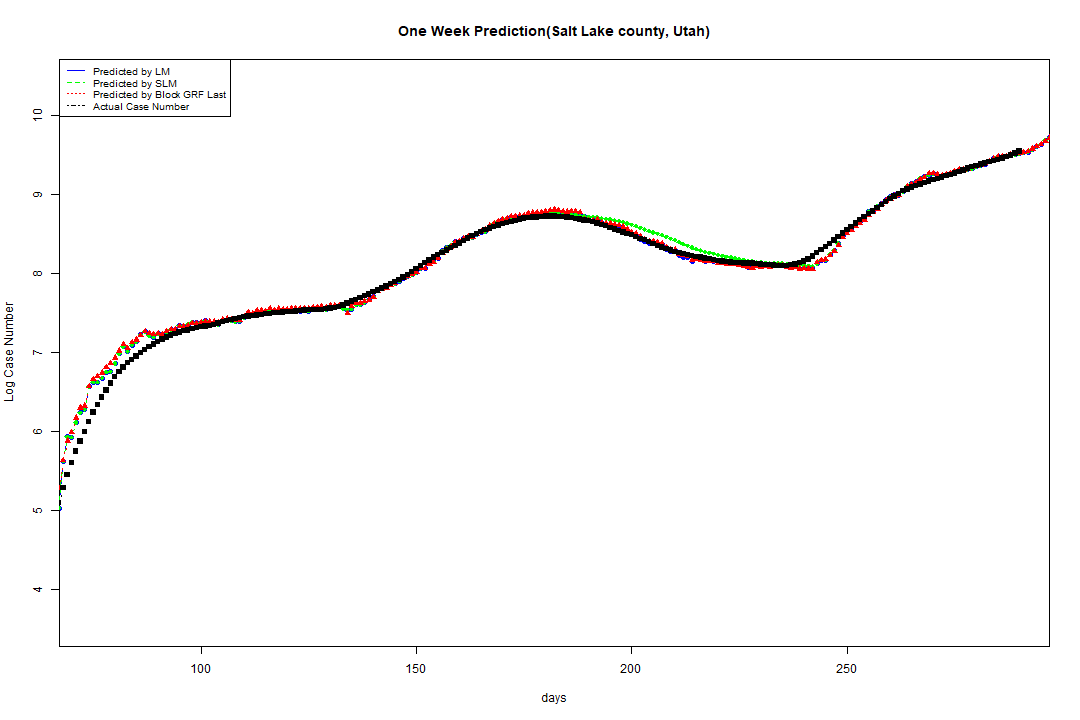 One Week Prediction(Salt Lake county, Utah)
Predicted by LM
Predicted by SLM
Predicted by Block GRF Last
Actual Case Number
Log Case Number
10
9
8
7
6
5
4
100
150
200
250
days